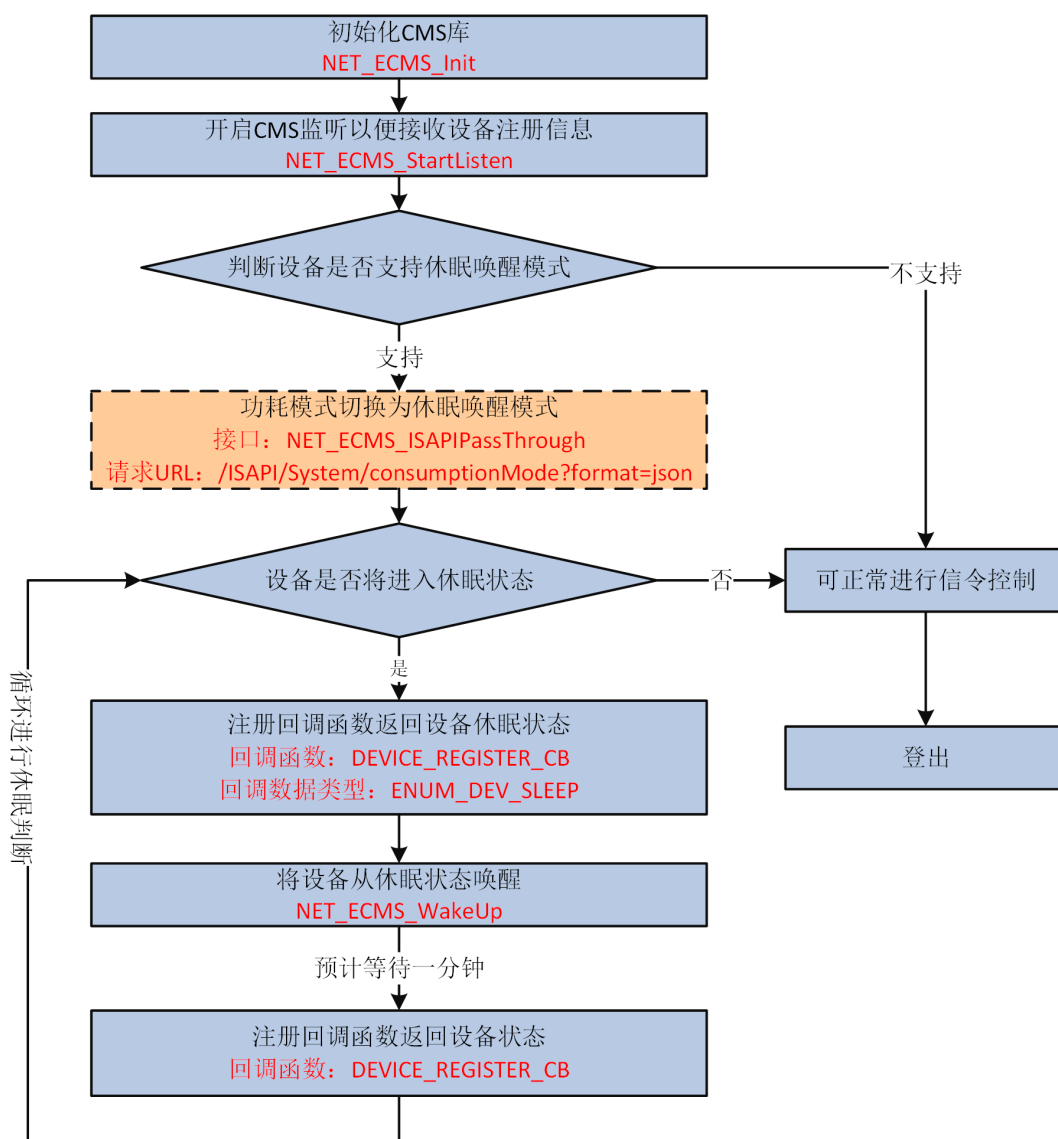 初始化CMS库
NET_ECMS_Init
开启CMS监听以便接收设备注册信息
NET_ECMS_StartListen
判断设备是否支持休眠唤醒模式
不支持
支持
功耗模式切换为休眠唤醒模式
接口：NET_ECMS_ISAPIPassThrough
请求URL：/ISAPI/System/consumptionMode?format=json
设备是否将进入休眠状态
否
可正常进行信令控制
是
循环进行休眠判断
注册回调函数返回设备休眠状态
回调函数：DEVICE_REGISTER_CB
回调数据类型：ENUM_DEV_SLEEP
登出
将设备从休眠状态唤醒
NET_ECMS_WakeUp
预计等待一分钟
注册回调函数返回设备状态
回调函数：DEVICE_REGISTER_CB